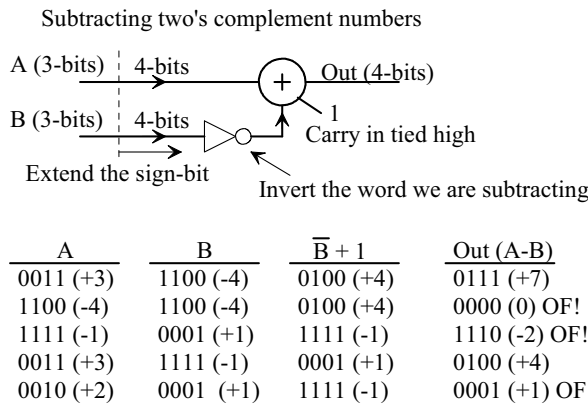 Subtracting two's complement numbers
A (3-bits) 4-bits + Out (4-bits)
1
B (3-bits) 4-bits Carry in tied high
Extend the sign-bit
Invert the word we are subtracting
A B B̅ + 1 Out (A-B)
0011 (+3) 1100 (-4) 0100 (+4) 0111 (+7)
1100 (-4) 1100 (-4) 0100 (+4) 0000 (0) OF!
1111 (-1) 0001 (+1) 1111 (-1) 1110 (-2) OF!
0011 (+3) 1111 (-1) 0001 (+1) 0100 (+4)
0010 (+2) 0001 (+1) 1111 (-1) 0001 (+1) OF